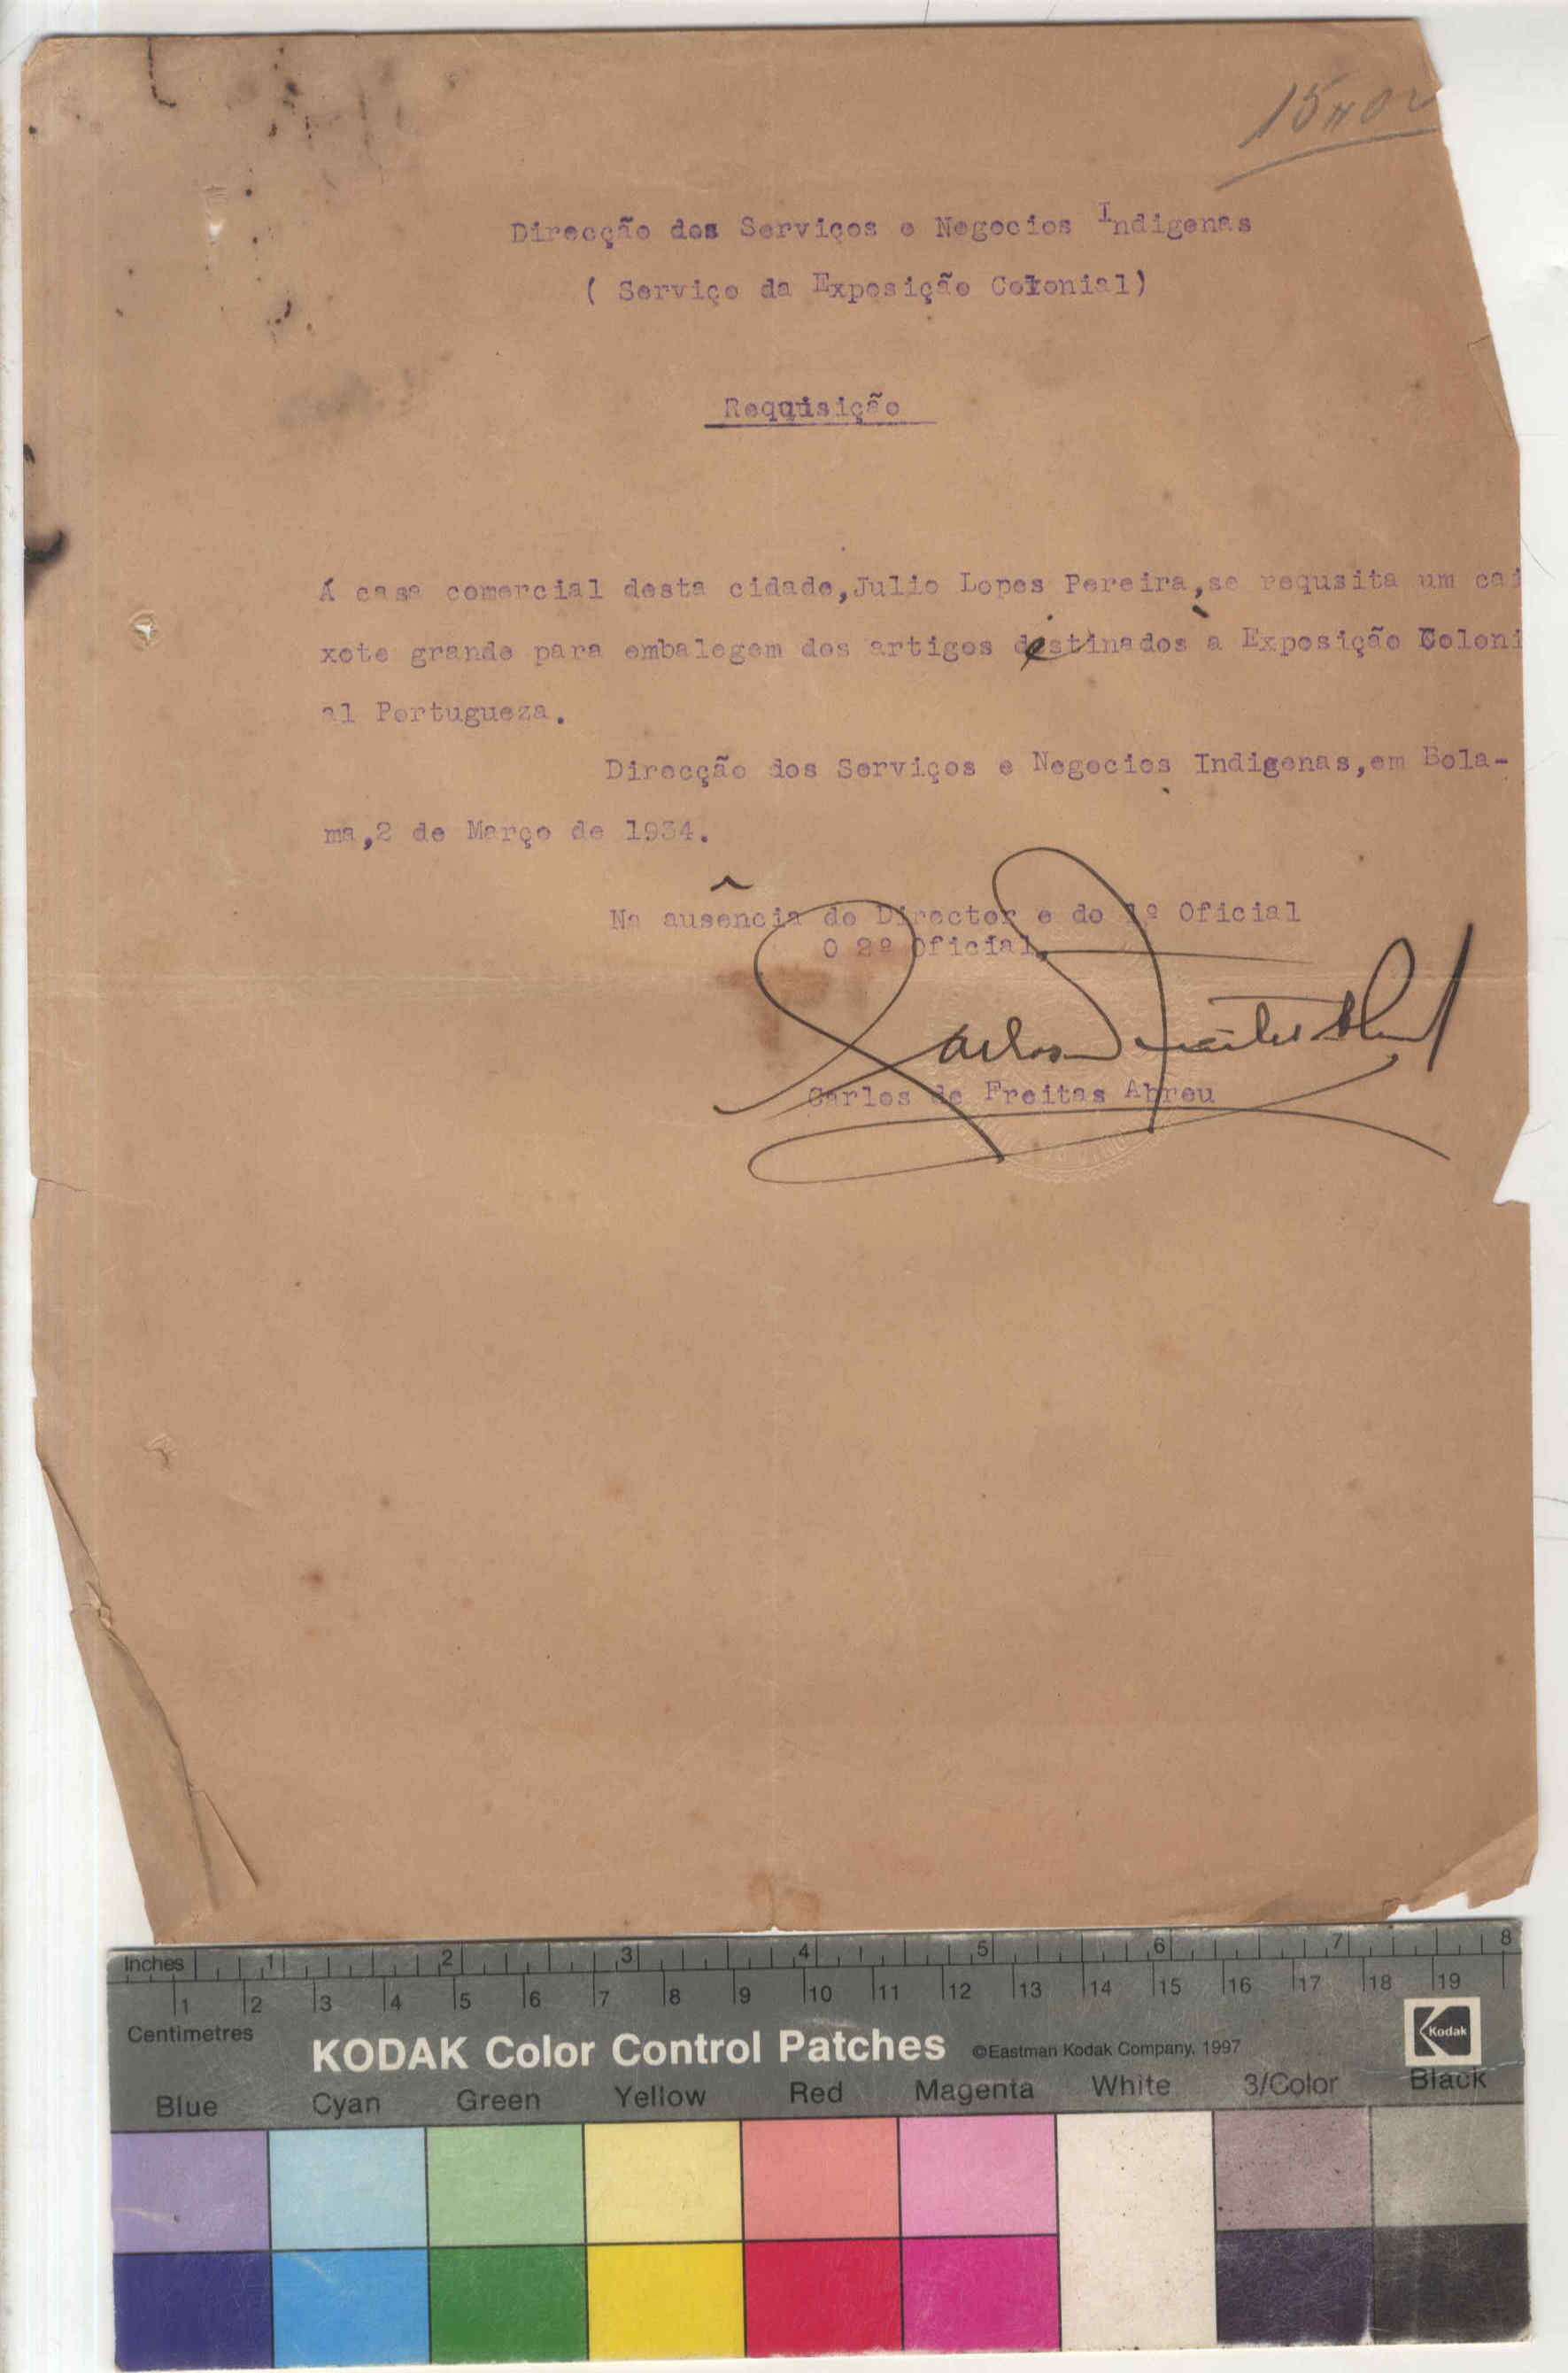 Direcção dos Serviços e Negocios Indigenas
( Serviço da Exposição Colonial)
Requisição
Á casa comercial desta cidade,Julio Lopes Pereira,se requsita um cai
xote grande para embalegem dos artigos destinados à Exposição Coloni
al Portugueza.
Direcção dos Serviços e Negocios Indigenas,em Bola-
ma,2 de Março de 1934.
Na ausência do Director e do 1º Oficial
O 2º Oficial,
Carlos de Freitas Abreu
Inches 1 2 3 4 5 6 7 8
1 2 3 4 5 6 7 8 9 10 11 12 13 14 15 16 17 18 19
Centimetres
KODAK Color Control Patches ©Eastman Kodak Company, 1997 Kodak
Blue Cyan Green Yellow Red Magenta White 3/Color Black